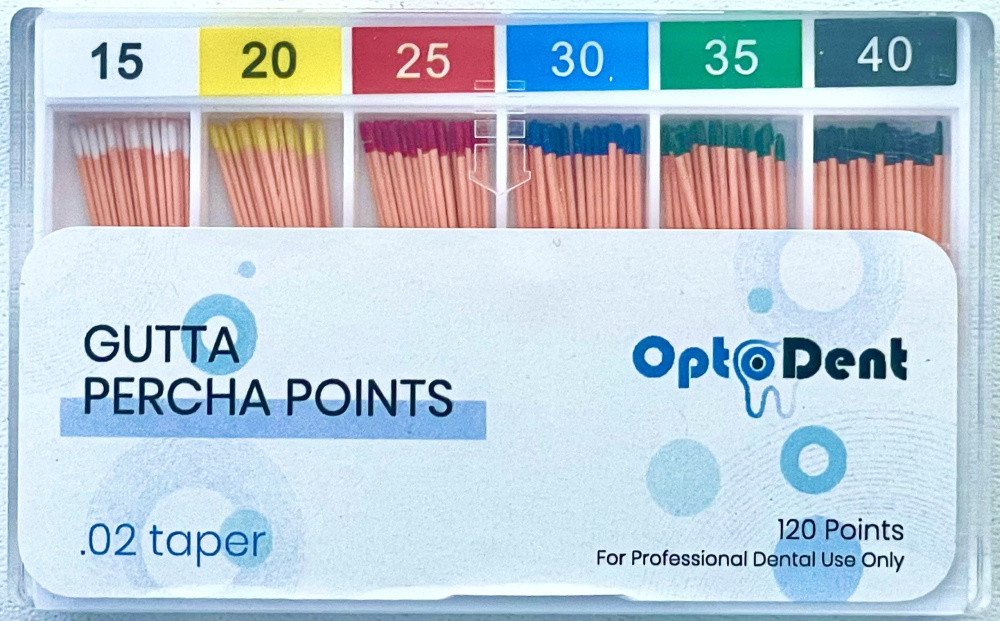 15 20 25 30 35 40
GUTTA
PERCHA POINTS
OptoDent
.02 taper
120 Points
For Professional Dental Use Only